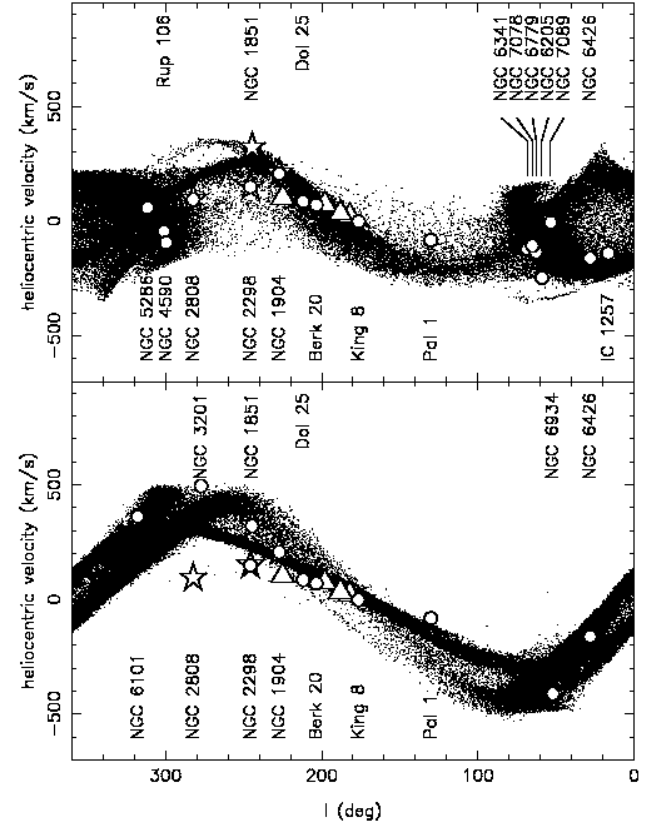 Rup 106
NGC 1851
Dol 25
NGC 6341
NGC 7078
NGC 6779
NGC 6205
NGC 7089
NGC 6426
heliocentric velocity (km/s)
500
0
−500
NGC 5286
NGC 4590
NGC 2808
NGC 2298
NGC 1904
Berk 20
King 8
Pal 1
IC 1257
NGC 3201
NGC 1851
Dol 25
NGC 6934
NGC 6426
heliocentric velocity (km/s)
500
0
−500
NGC 6101
NGC 2808
NGC 2298
NGC 1904
Berk 20
King 8
Pal 1
300
200
100
0
l (deg)